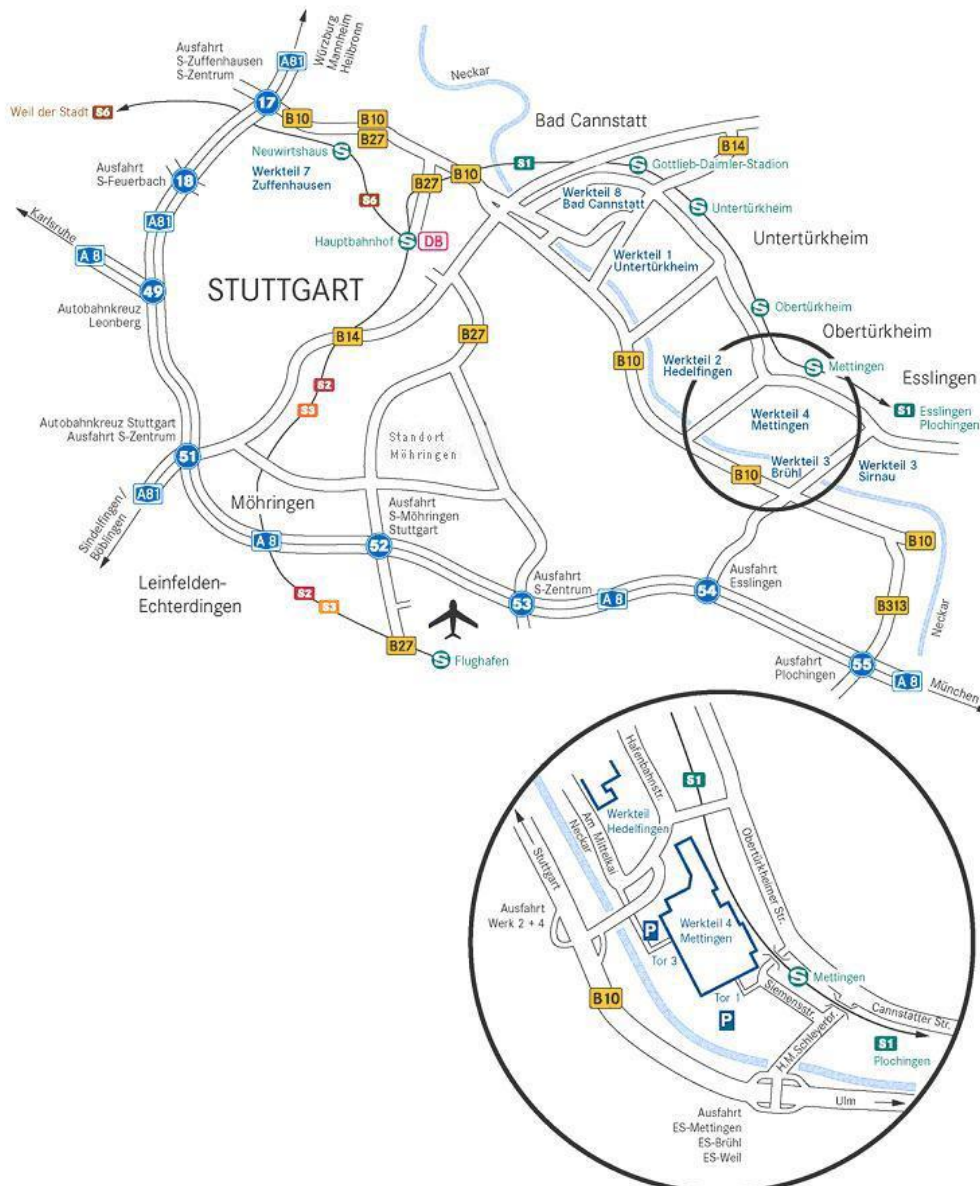 A81
Würzburg
Mannheim
Heilbronn
Ausfahrt
S-Zuffenhausen
S-Zentrum
17
Weil der Stadt S6
B10
B10
B27
Neckar
Bad Cannstatt
B14
Neuwirtshaus
S
Werkteil 7
Zuffenhausen
B27
B10
S1
S
Gottlieb-Daimler-Stadion
Ausfahrt
S-Feuerbach
18
Werkteil 8
Bad Cannstatt
S6
S
Untertürkheim
A81
Karlsruhe
A 8
Hauptbahnhof S DB
Untertürkheim
Werkteil 1
Untertürkheim
49
STUTTGART
Autobahnkreuz
Leonberg
S
Obertürkheim
B14
B27
Obertürkheim
B10
Werkteil 2
Hedelfingen
S
Mettingen
Esslingen
S2
S3
S1
Esslingen
Plochingen
Autobahnkreuz Stuttgart
Ausfahrt S-Zentrum
Werkteil 4
Mettingen
Standort
Möhringen
51
Werkteil 3
Brühl
Werkteil 3
Sirnau
B10
A81
Sindelfingen/
Böblingen
Möhringen
Ausfahrt
S-Möhringen
Stuttgart
A 8
52
B10
Leinfelden-
Echterdingen
Ausfahrt
S-Zentrum
Ausfahrt
Esslingen
S2
S3
53
A 8
54
B313
Neckar
B27
S Flughafen
Ausfahrt
Plochingen
55
A 8
München
Hafenbahnstr.
S1
Werkteil
Hedelfingen
Am Mittelkai
Neckar
Obertürkheimer Str.
Stuttgart
Ausfahrt
Werk 2 + 4
P
Werkteil 4
Mettingen
Tor 3
S
Mettingen
B10
Tor 1
Siemensstr.
P
Cannstatter Str.
H.M.Schleyerbr.
S1
Plochingen
Ulm
Ausfahrt
ES-Mettingen
ES-Brühl
ES-Weil